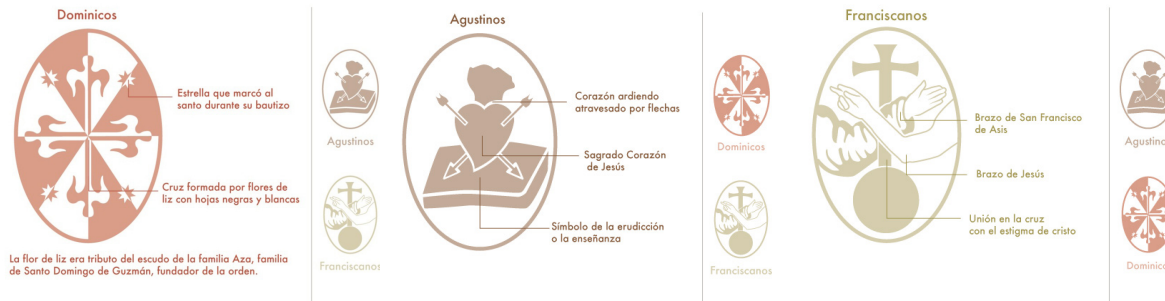 Dominicos
Estrella que marcó al
santo durante su bautizo
Cruz formada por flores de
liz con hojas negras y blancas
La flor de liz era tributo del escudo de la familia Aza, familia
de Santo Domingo de Guzmán, fundador de la orden.
Agustinos
Franciscanos
Agustinos
Corazón ardiendo
atravesado por flechas
Sagrado Corazón
de Jesús
Símbolo de la erudicción
o la enseñanza
Dominicos
Franciscanos
Franciscanos
Brazo de San Francisco
de Asis
Brazo de Jesús
Unión en la cruz
con el estigma de cristo
Agustino
Dominico